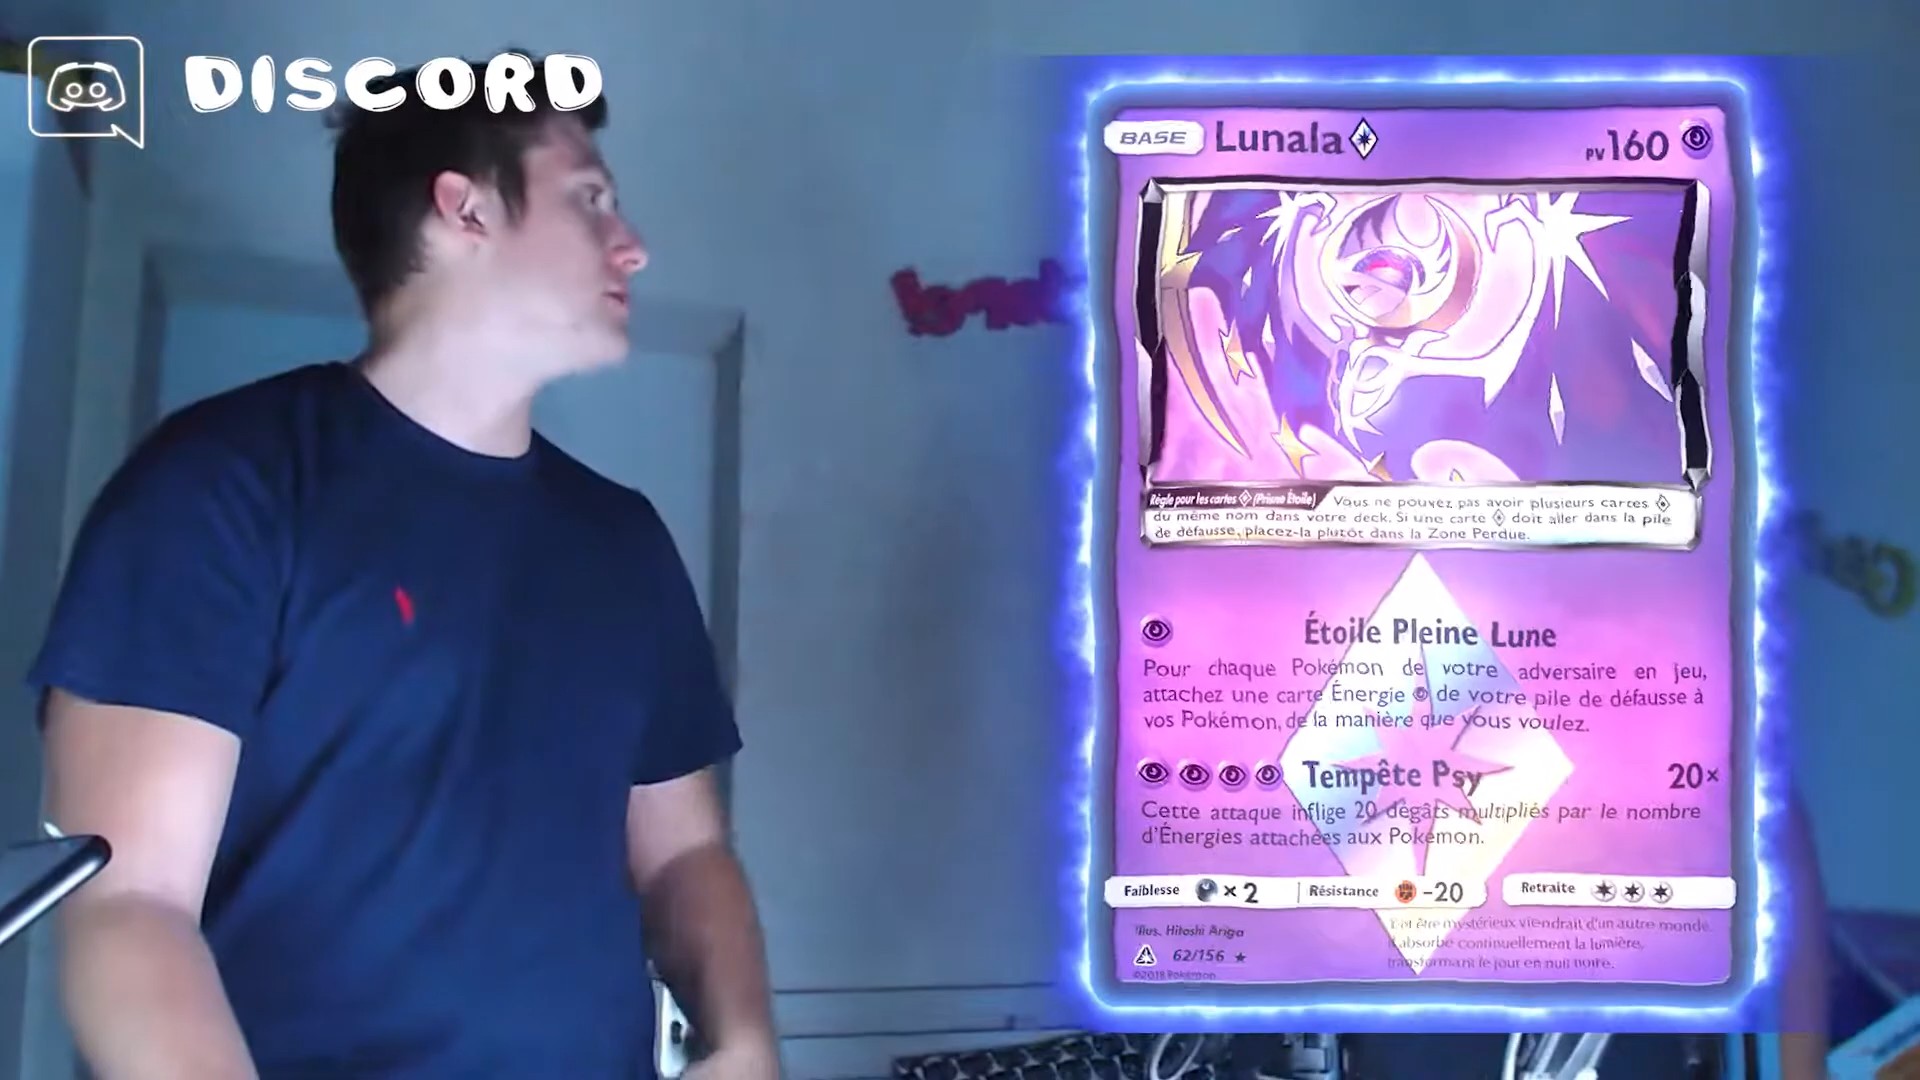 DISCORD
BASE Lunala PV 160
Règle pour les cartes (Prisme Étoile) Vous ne pouvez pas avoir plusieurs cartes
du même nom dans votre deck. Si une carte doit aller dans la pile
de défausse, placez-la plutôt dans la Zone Perdue.
Étoile Pleine Lune
Pour chaque Pokémon de votre adversaire en jeu,
attachez une carte Énergie de votre pile de défausse à
vos Pokémon, de la manière que vous voulez.
Tempête Psy 20×
Cette attaque inflige 20 dégâts multipliés par le nombre
d'Énergies attachées aux Pokémon.
Faiblesse × 2 Résistance -20 Retraite
Illus. Hitoshi Ariga
62/156
©2018 Pokémon
Cet être mystérieux viendrait d'un autre monde.
Il absorbe continuellement la lumière,
transformant le jour en nuit noire.